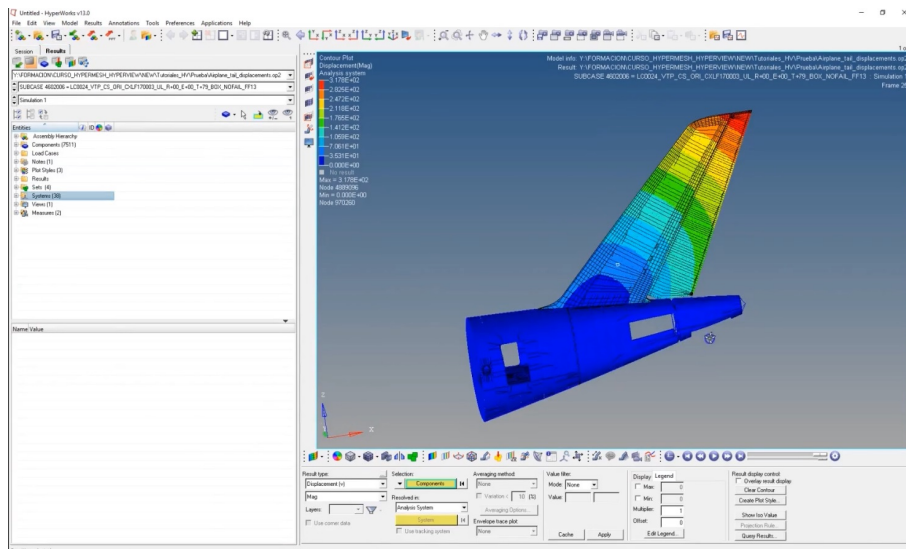 Untitled - HyperWorks v13.0
File Edit View Model Results Annotations Tools Preferences Applications Help
Session Results
Y:\FORMACION\CURSO_HYPERMESH_HYPERVIEW\NEW\Tutoriales_HV\Prueba\Airplane_tail_displacements.op2
SUBCASE 4602006 = LC0024_VTP_CS_ORI_CXLF170003_UL_R+00_E+00_T+79_BOX_NOFAIL_FF13
Simulation 1
Entities ID
Assembly Hierarchy
Components (7511)
Load Cases
Notes (1)
Plot Styles (3)
Results
Sets (4)
Systems (38)
Views (1)
Measures (2)
Name Value
1 o
Contour Plot
Displacement(Mag)
Analysis system
3.178E+02
2.825E+02
2.472E+02
2.118E+02
1.765E+02
1.412E+02
1.059E+02
7.061E+01
3.531E+01
0.000E+00
No result
Max = 3.178E+02
Node 4889096
Min = 0.000E+00
Node 970260
Model info: Y:\FORMACION\CURSO_HYPERMESH_HYPERVIEW\NEW\Tutoriales_HV\Prueba\Airplane_tail_displacements.op2
Result: Y:\FORMACION\CURSO_HYPERMESH_HYPERVIEW\NEW\Tutoriales_HV\Prueba\Airplane_tail_displacements.op2
SUBCASE 4602006 = LC0024_VTP_CS_ORI_CXLF170003_UL_R+00_E+00_T+79_BOX_NOFAIL_FF13 : Simulation 1
Frame 25
Z
X
Result type:
Displacement (v)
Mag
Layers:
Use corner data
Selection:
Components
Resolved in:
Analysis System
System
Use tracking system
Averaging method:
None
Variation < 10 (%)
Averaging Options...
Envelope trace plot:
None
Value filter:
Mode: None
Value:
Cache Apply
Display Legend
Max: 0
Min: 0
Multiplier: 1
Offset: 0
Edit Legend...
Result display control
Overlay result display
Clear Contour
Create Plot Style...
Show Iso Value
Projection Rule...
Query Results...